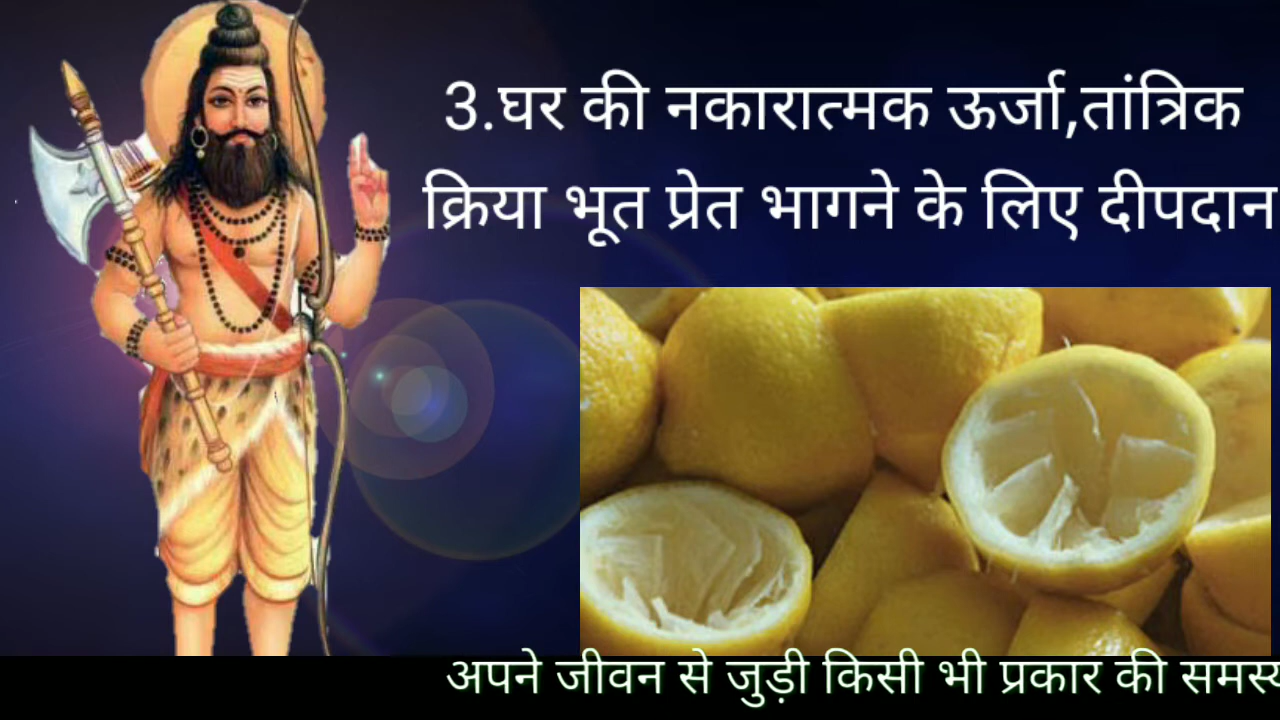 3.घर की नकारात्मक ऊर्जा,तांत्रिक
क्रिया भूत प्रेत भागने के लिए दीपदान
अपने जीवन से जुड़ी किसी भी प्रकार की